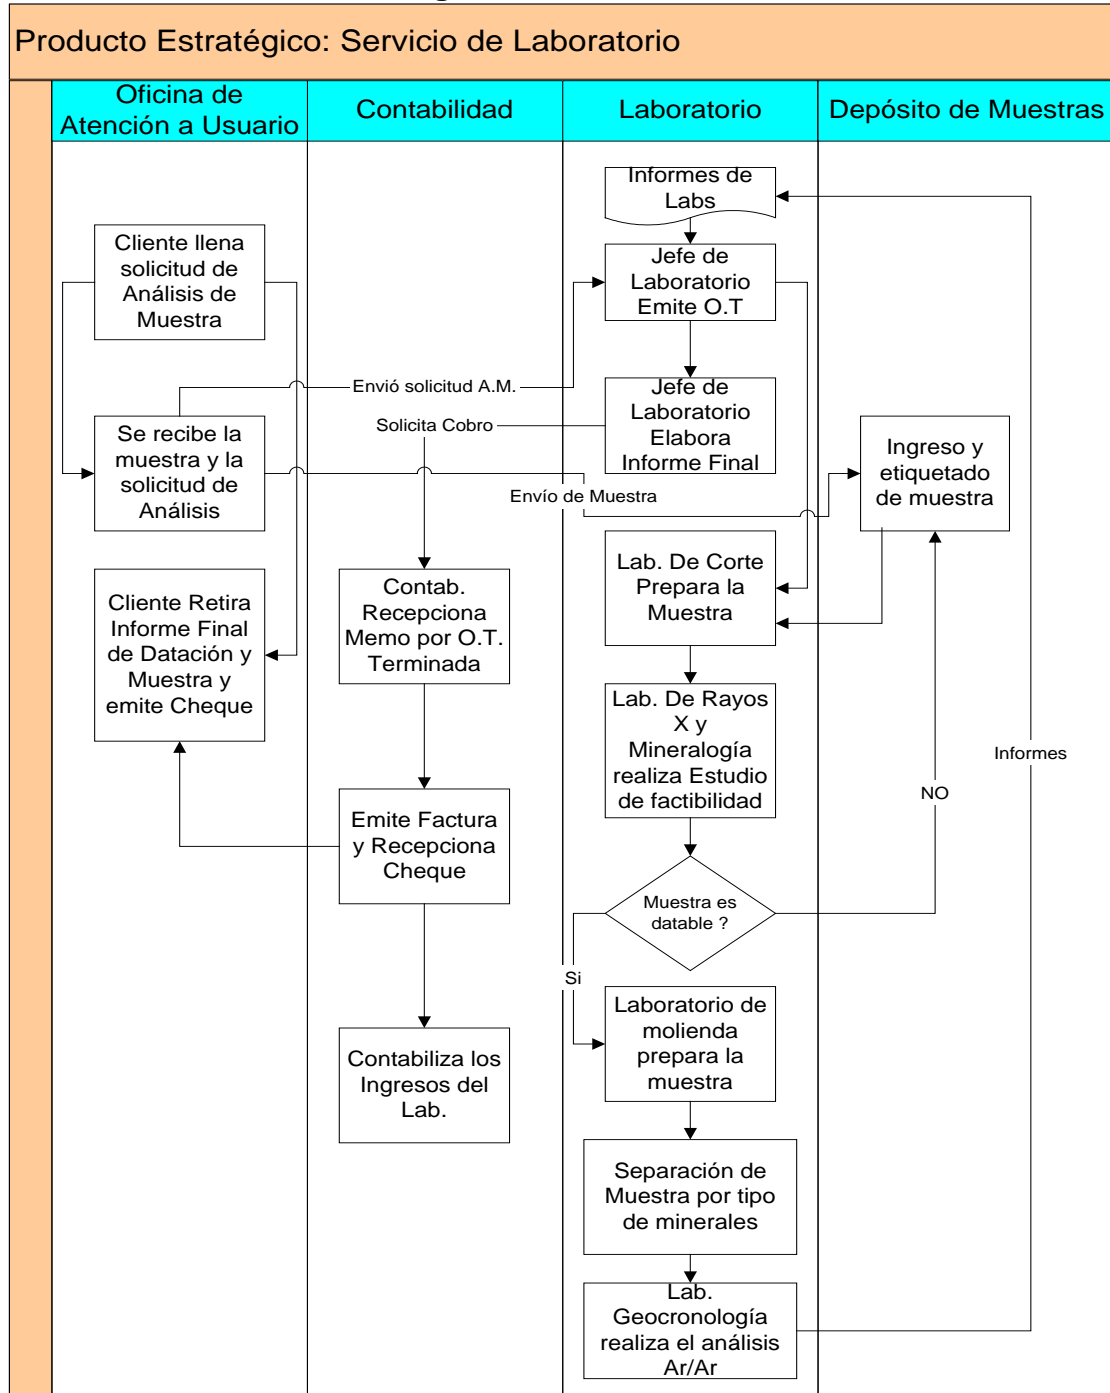 Producto Estratégico: Servicio de Laboratorio
Oficina de
Atención a Usuario
Contabilidad
Laboratorio
Depósito de Muestras
Informes de
Labs
Cliente llena
solicitud de
Análisis de
Muestra
Jefe de
Laboratorio
Emite O.T
Envió solicitud A.M.
Jefe de
Laboratorio
Elabora
Informe Final
Solicita Cobro
Se recibe la
muestra y la
solicitud de
Análisis
Ingreso y
etiquetado
de muestra
Envío de Muestra
Lab. De Corte
Prepara la
Muestra
Contab.
Recepciona
Memo por O.T.
Terminada
Cliente Retira
Informe Final
de Datación y
Muestra y
emite Cheque
Lab. De Rayos
X y
Mineralogía
realiza Estudio
de factibilidad
Informes
NO
Emite Factura
y Recepciona
Cheque
Muestra es
datable ?
Si
Laboratorio de
molienda
prepara la
muestra
Contabiliza los
Ingresos del
Lab.
Separación de
Muestra por tipo
de minerales
Lab.
Geocronología
realiza el análisis
Ar/Ar